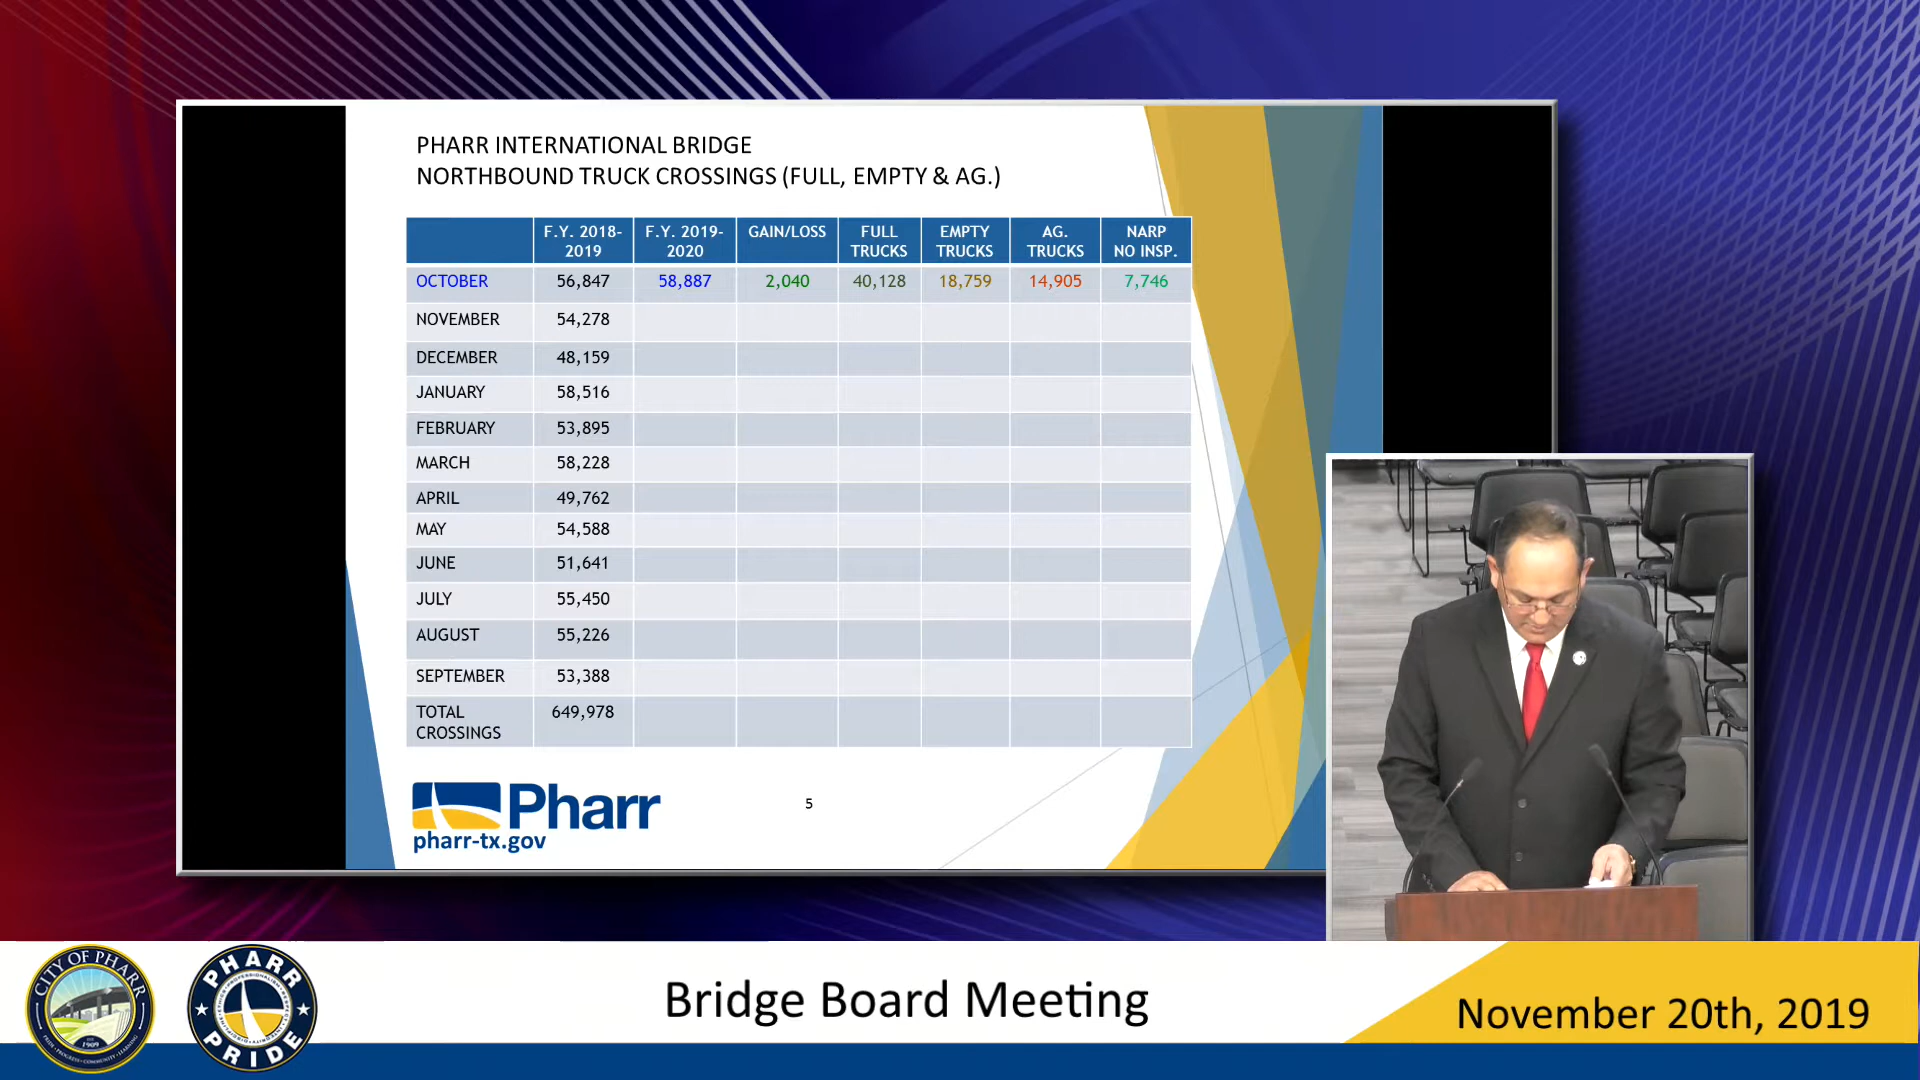 PHARR INTERNATIONAL BRIDGE
NORTHBOUND TRUCK CROSSINGS (FULL, EMPTY & AG.)
F.Y. 2018-2019 F.Y. 2019-2020 GAIN/LOSS FULL TRUCKS EMPTY TRUCKS AG. TRUCKS NARP NO INSP.
OCTOBER 56,847 58,887 2,040 40,128 18,759 14,905 7,746
NOVEMBER 54,278
DECEMBER 48,159
JANUARY 58,516
FEBRUARY 53,895
MARCH 58,228
APRIL 49,762
MAY 54,588
JUNE 51,641
JULY 55,450
AUGUST 55,226
SEPTEMBER 53,388
TOTAL CROSSINGS 649,978
Pharr
pharr-tx.gov
5
CITY OF PHARR
PHARR
PRIDE
Bridge Board Meeting
November 20th, 2019